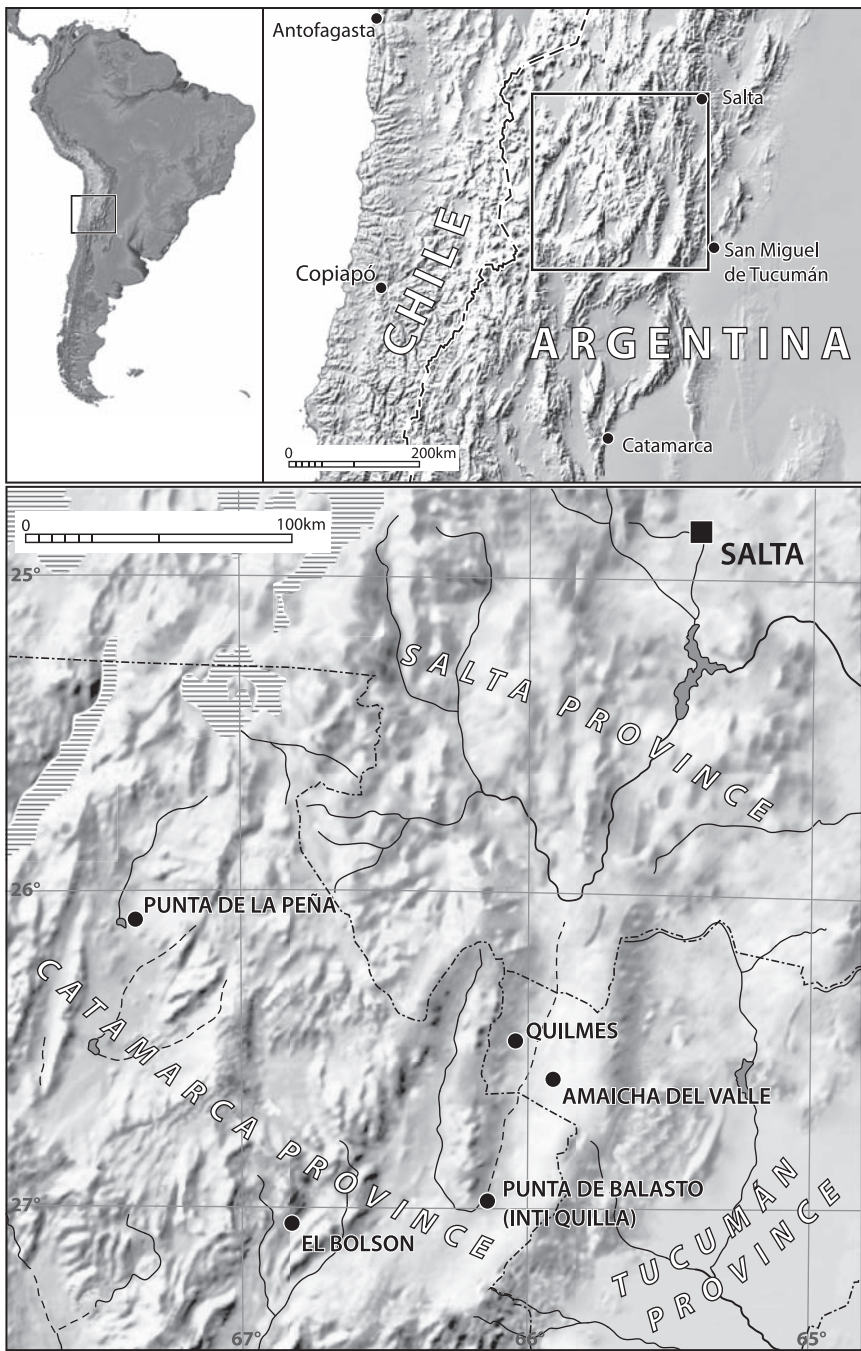 Antofagasta
Salta
San Miguel
de Tucumán
Copiapó
CHILE
ARGENTINA
Catamarca
0 200km
0 100km
SALTA
25°
SALTA PROVINCE
26°
PUNTA DE LA PEÑA
CATAMARCA PROVINCE
QUILMES
AMAICHA DEL VALLE
PUNTA DE BALASTO
(INTI QUILLA)
27°
EL BOLSON
TUCUMÁN
PROVINCE
67° 66° 65°